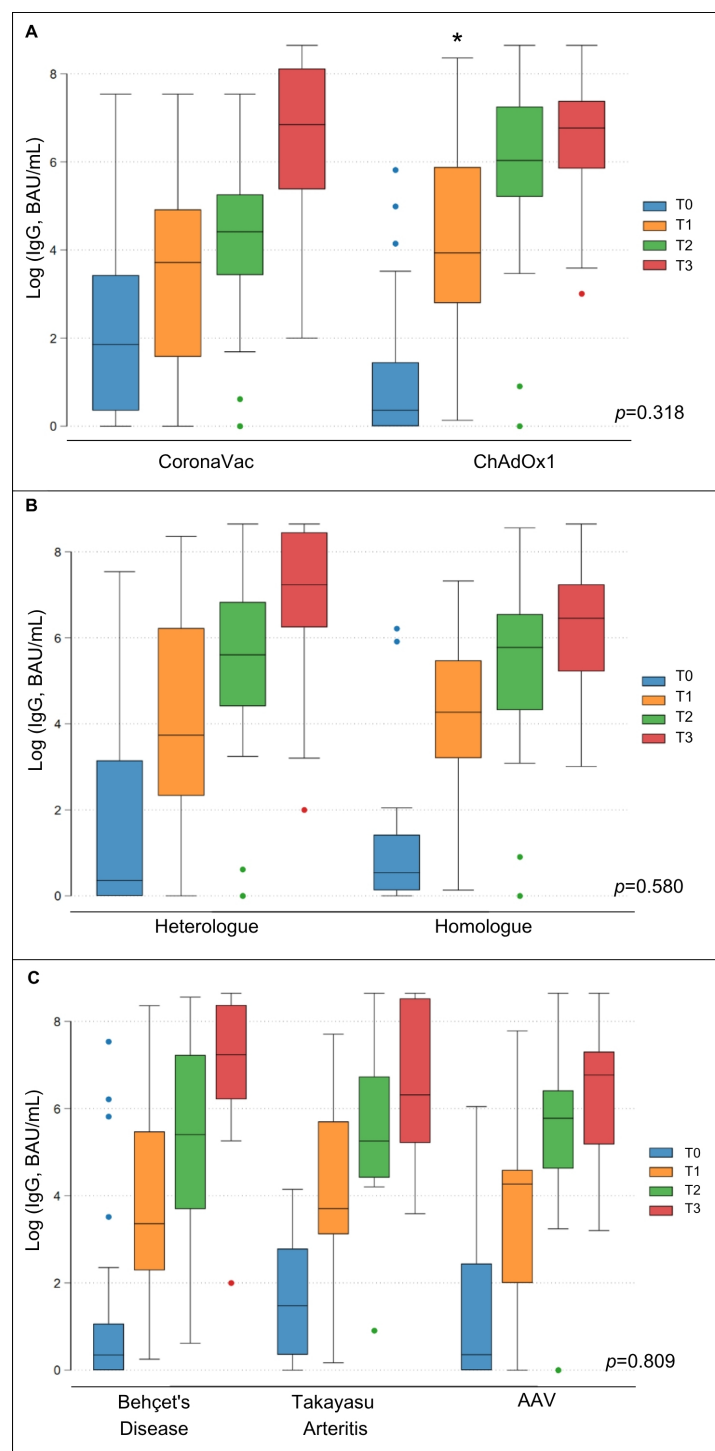 A
*
8
6
4
2
0
Log (IgG, BAU/mL)
T0
T1
T2
T3
p=0.318
CoronaVac
ChAdOx1
B
8
6
4
2
0
Log (IgG, BAU/mL)
T0
T1
T2
T3
p=0.580
Heterologue
Homologue
C
8
6
4
2
0
Log (IgG, BAU/mL)
T0
T1
T2
T3
p=0.809
Behçet's
Disease
Takayasu
Arteritis
AAV